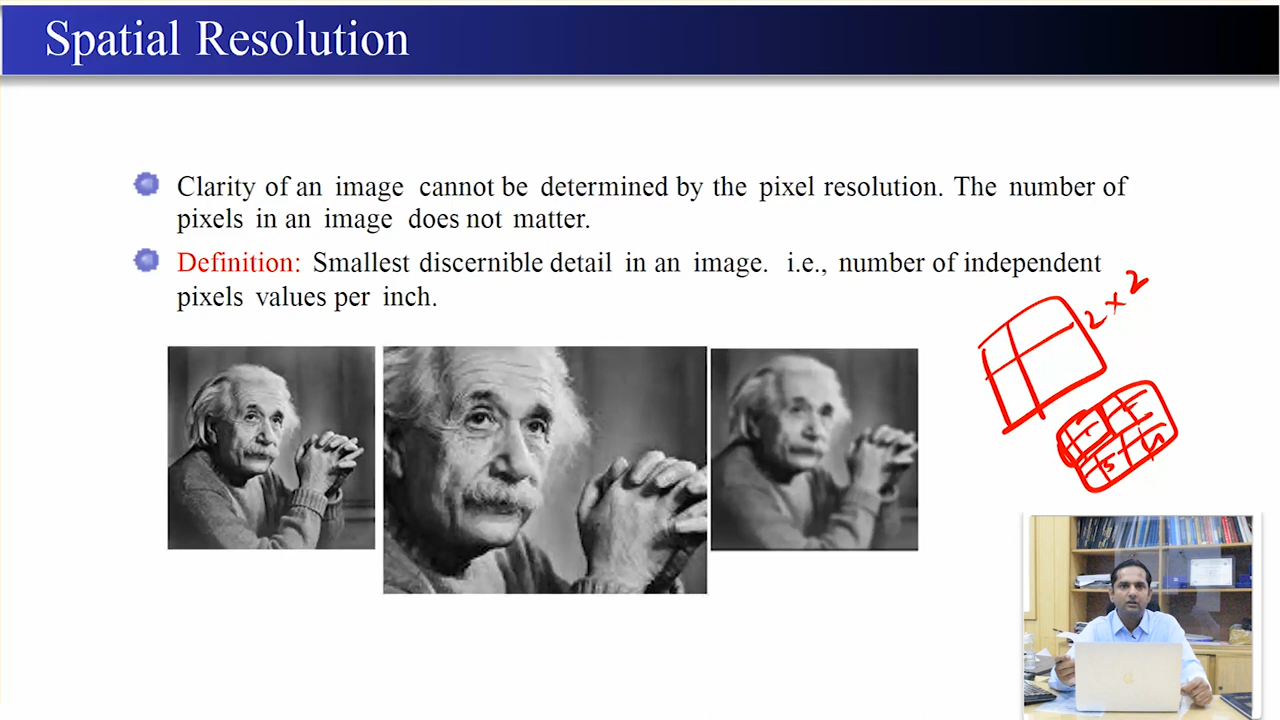 Spatial Resolution
Clarity of an image cannot be determined by the pixel resolution. The number of
pixels in an image does not matter.
Definition: Smallest discernible detail in an image. i.e., number of independent
pixels values per inch.
2 × 2